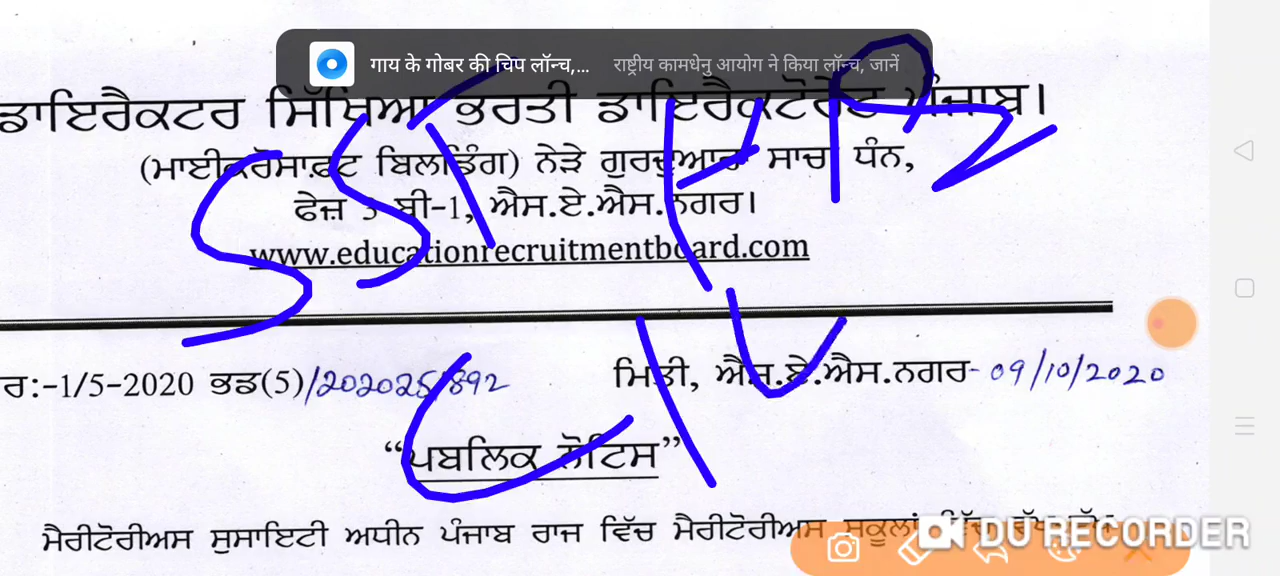 गाय के गोबर की चिप लॉन्च,... राष्ट्रीय कामधेनु आयोग ने किया लॉन्च, जानें
ਡਾਇਰੈਕਟਰ ਸਿੱਖਿਆ ਭਰਤੀ ਡਾਇਰੈਕਟੋਰੇਟ ਪੰਜਾਬ।
(ਮਾਈਕਰੋਸਾਫ਼ਟ ਬਿਲਡਿੰਗ) ਨੇੜੇ ਗੁਰਦੁਆਰਾ ਸਾਚਾ ਧੰਨ,
ਫੇਜ਼ 3 ਬੀ-1, ਐਸ.ਏ.ਐਸ.ਨਗਰ।
www.educationrecruitmentboard.com
ਰ:-1/5-2020 ਭਡ(5)/202025/892 ਮਿਤੀ, ਐਸ.ਏ.ਐਸ.ਨਗਰ-09/10/2020
“ਪਬਲਿਕ ਨੋਟਿਸ”
ਮੈਰੀਟੋਰੀਅਸ ਸੁਸਾਇਟੀ ਅਧੀਨ ਪੰਜਾਬ ਰਾਜ ਵਿੱਚ ਮੈਰੀਟੋਰੀਅਸ ਸਕੂਲਾਂ ਵਿੱਚ
DU RECORDER